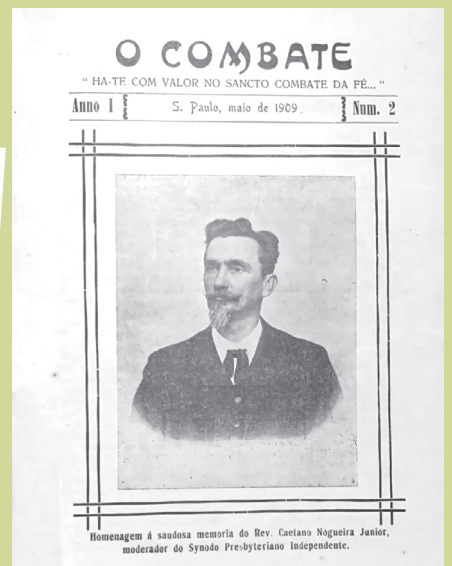 O COMBATE
" HA-TE COM VALOR NO SANCTO COMBATE DA FÉ... "
Anno I S. Paulo, maio de 1909. Num. 2
Homenagem á saudosa memoria do Rev. Caetano Nogueira Junior,
moderador do Synodo Presbyteriano Independente.